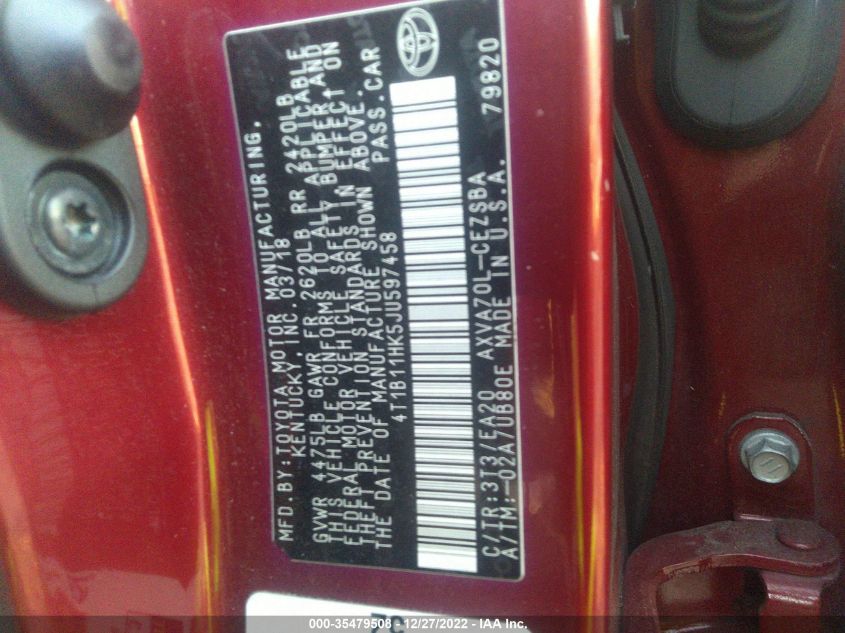 MFD. BY: TOYOTA MOTOR MANUFACTURING,
KENTUCKY, INC. 03/18
GVWR 4475LB GAWR FR 2620LB RR 2420LB
THIS VEHICLE CONFORMS TO ALL APPLICABLE
FEDERAL MOTOR VEHICLE SAFETY, BUMPER AND
THEFT PREVENTION STANDARDS IN EFFECT ON
THE DATE OF MANUFACTURE SHOWN ABOVE.
4T1B11HK5JU597458 PASS. CAR
C/TR:3T3/EA20 AXVA70L-CEZSBA
A/TM:-02A/UB80E MADE IN U.S.A. 79820
000-35479508 - 12/27/2022 - IAA Inc.